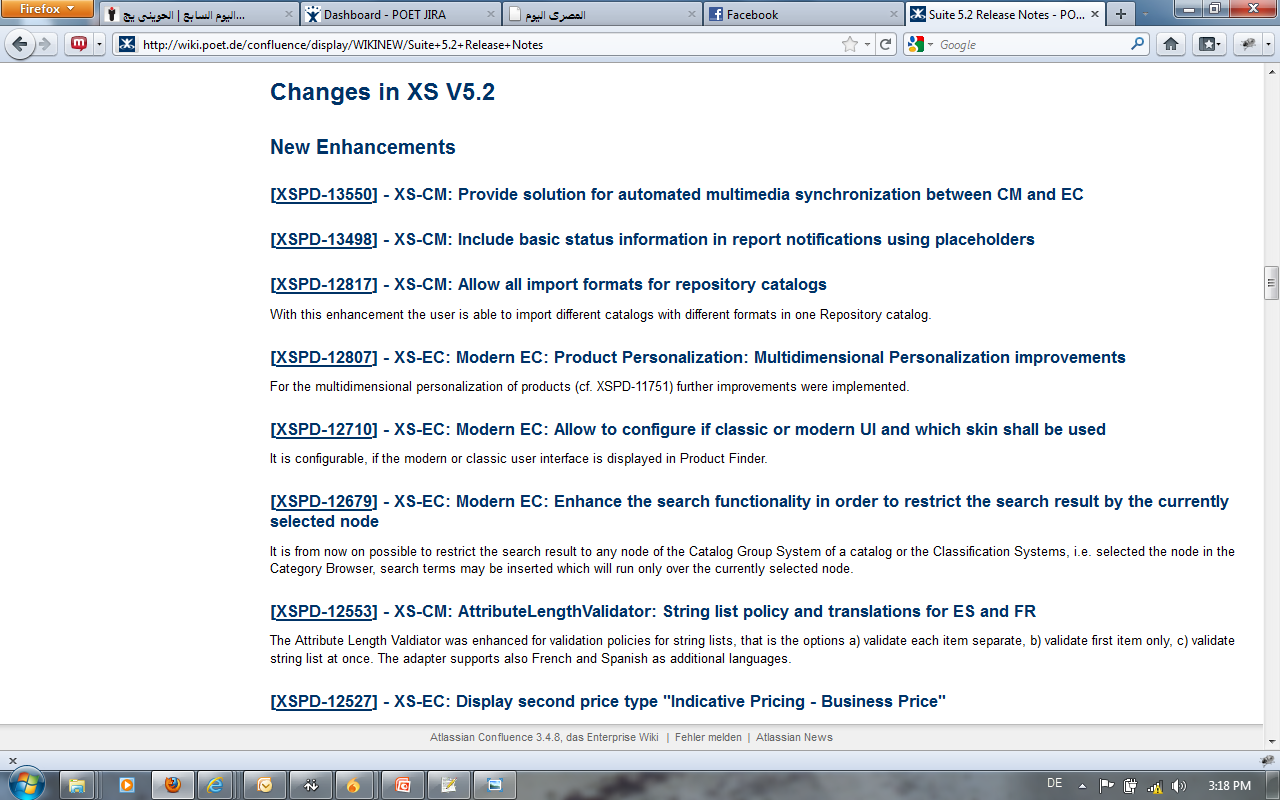 Firefox
اليوم السابع | الحوينى يج...
Dashboard - POET JIRA
المصرى اليوم
Facebook
Suite 5.2 Release Notes - PO...
http://wiki.poet.de/confluence/display/WIKINEW/Suite+5.2+Release+Notes
Google
Changes in XS V5.2
New Enhancements
[XSPD-13550] - XS-CM: Provide solution for automated multimedia synchronization between CM and EC
[XSPD-13498] - XS-CM: Include basic status information in report notifications using placeholders
[XSPD-12817] - XS-CM: Allow all import formats for repository catalogs
With this enhancement the user is able to import different catalogs with different formats in one Repository catalog.
[XSPD-12807] - XS-EC: Modern EC: Product Personalization: Multidimensional Personalization improvements
For the multidimensional personalization of products (cf. XSPD-11751) further improvements were implemented.
[XSPD-12710] - XS-EC: Modern EC: Allow to configure if classic or modern UI and which skin shall be used
It is configurable, if the modern or classic user interface is displayed in Product Finder.
[XSPD-12679] - XS-EC: Modern EC: Enhance the search functionality in order to restrict the search result by the currently
selected node
It is from now on possible to restrict the search result to any node of the Catalog Group System of a catalog or the Classification Systems, i.e. selected the node in the
Category Browser, search terms may be inserted which will run only over the currently selected node.
[XSPD-12553] - XS-CM: AttributeLengthValidator: String list policy and translations for ES and FR
The Attribute Length Valdiator was enhanced for validation policies for string lists, that is the options a) validate each item separate, b) validate first item only, c) validate
string list at once. The adapter supports also French and Spanish as additional languages.
[XSPD-12527] - XS-EC: Display second price type "Indicative Pricing - Business Price"
Atlassian Confluence 3.4.8, das Enterprise Wiki | Fehler melden | Atlassian News
DE
3:18 PM